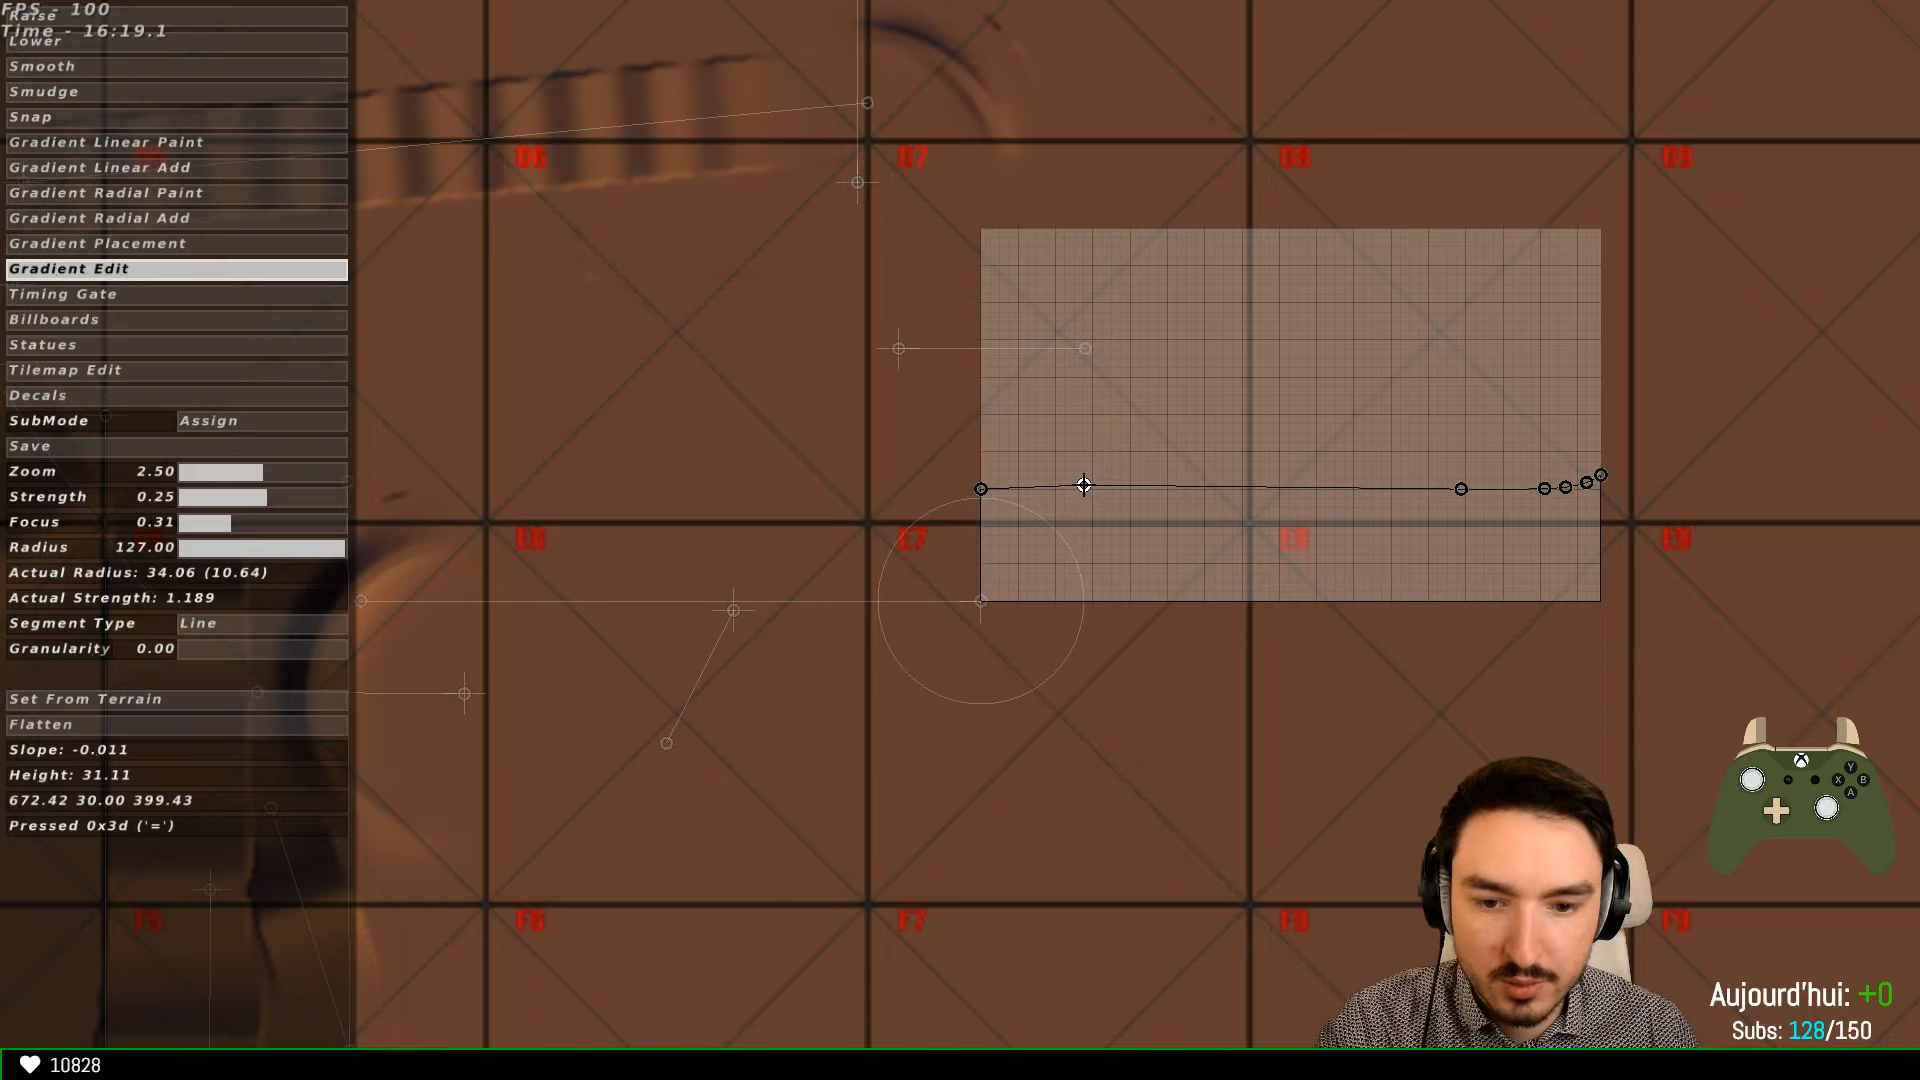 FPS - 100
Raise
Time - 16:19.1
Lower
Smooth
Smudge
Snap
Gradient Linear Paint
Gradient Linear Add
Gradient Radial Paint
Gradient Radial Add
Gradient Placement
Gradient Edit
Timing Gate
Billboards
Statues
Tilemap Edit
Decals
SubMode Assign
Save
Zoom 2.50
Strength 0.25
Focus 0.31
Radius 127.00
Actual Radius: 34.06 (10.64)
Actual Strength: 1.189
Segment Type Line
Granularity 0.00
Set From Terrain
Flatten
Slope: -0.011
Height: 31.11
672.42 30.00 399.43
Pressed 0x3d ('=')
D6 D7 D8 D9
E6 E7 E8 E9
F5 F6 F7 F8 F9
Y
X B
A
Aujourd'hui: +0
Subs: 128/150
10828